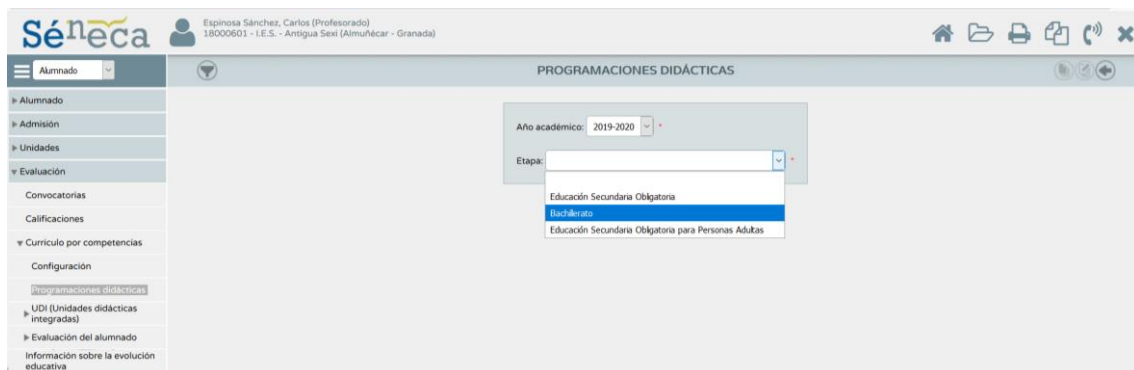 Séneca
Espinosa Sánchez, Carlos (Profesorado)
18000601 - I.E.S. - Antigua Sexi (Almuñécar - Granada)
Alumnado
PROGRAMACIONES DIDÁCTICAS
Alumnado
Admisión
Unidades
Evaluación
Convocatorias
Calificaciones
Currículo por competencias
Configuración
Programaciones didácticas
UDI (Unidades didácticas
integradas)
Evaluación del alumnado
Información sobre la evolución
educativa
Año académico: 2019-2020 *
Etapa: *
Educación Secundaria Obligatoria
Bachillerato
Educación Secundaria Obligatoria para Personas Adultas